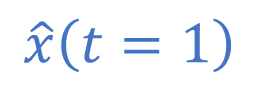 x̂(t = 1)